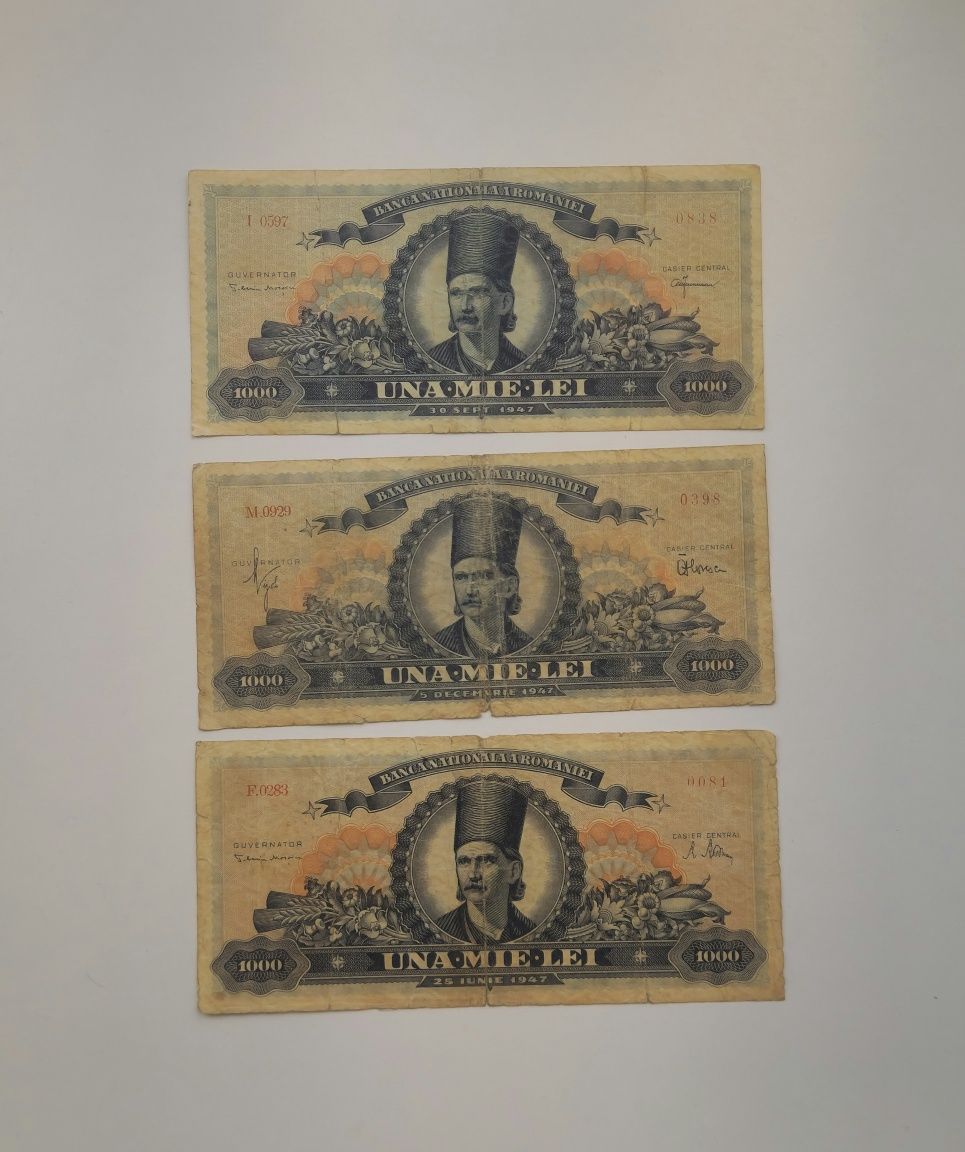 BANCA NATIONALA A ROMANIEI
I 0597
0838
GUVERNATOR
CASIER CENTRAL
UNA·MIE·LEI
1000
1000
30 SEPT 1947
BANCA NATIONALA A ROMANIEI
M.0929
0398
GUVERNATOR
CASIER CENTRAL
UNA·MIE·LEI
1000
1000
5 DECEMVRIE 1947
BANCA NATIONALA A ROMANIEI
F.0283
0081
GUVERNATOR
CASIER CENTRAL
UNA·MIE·LEI
1000
1000
25 IUNIE 1947